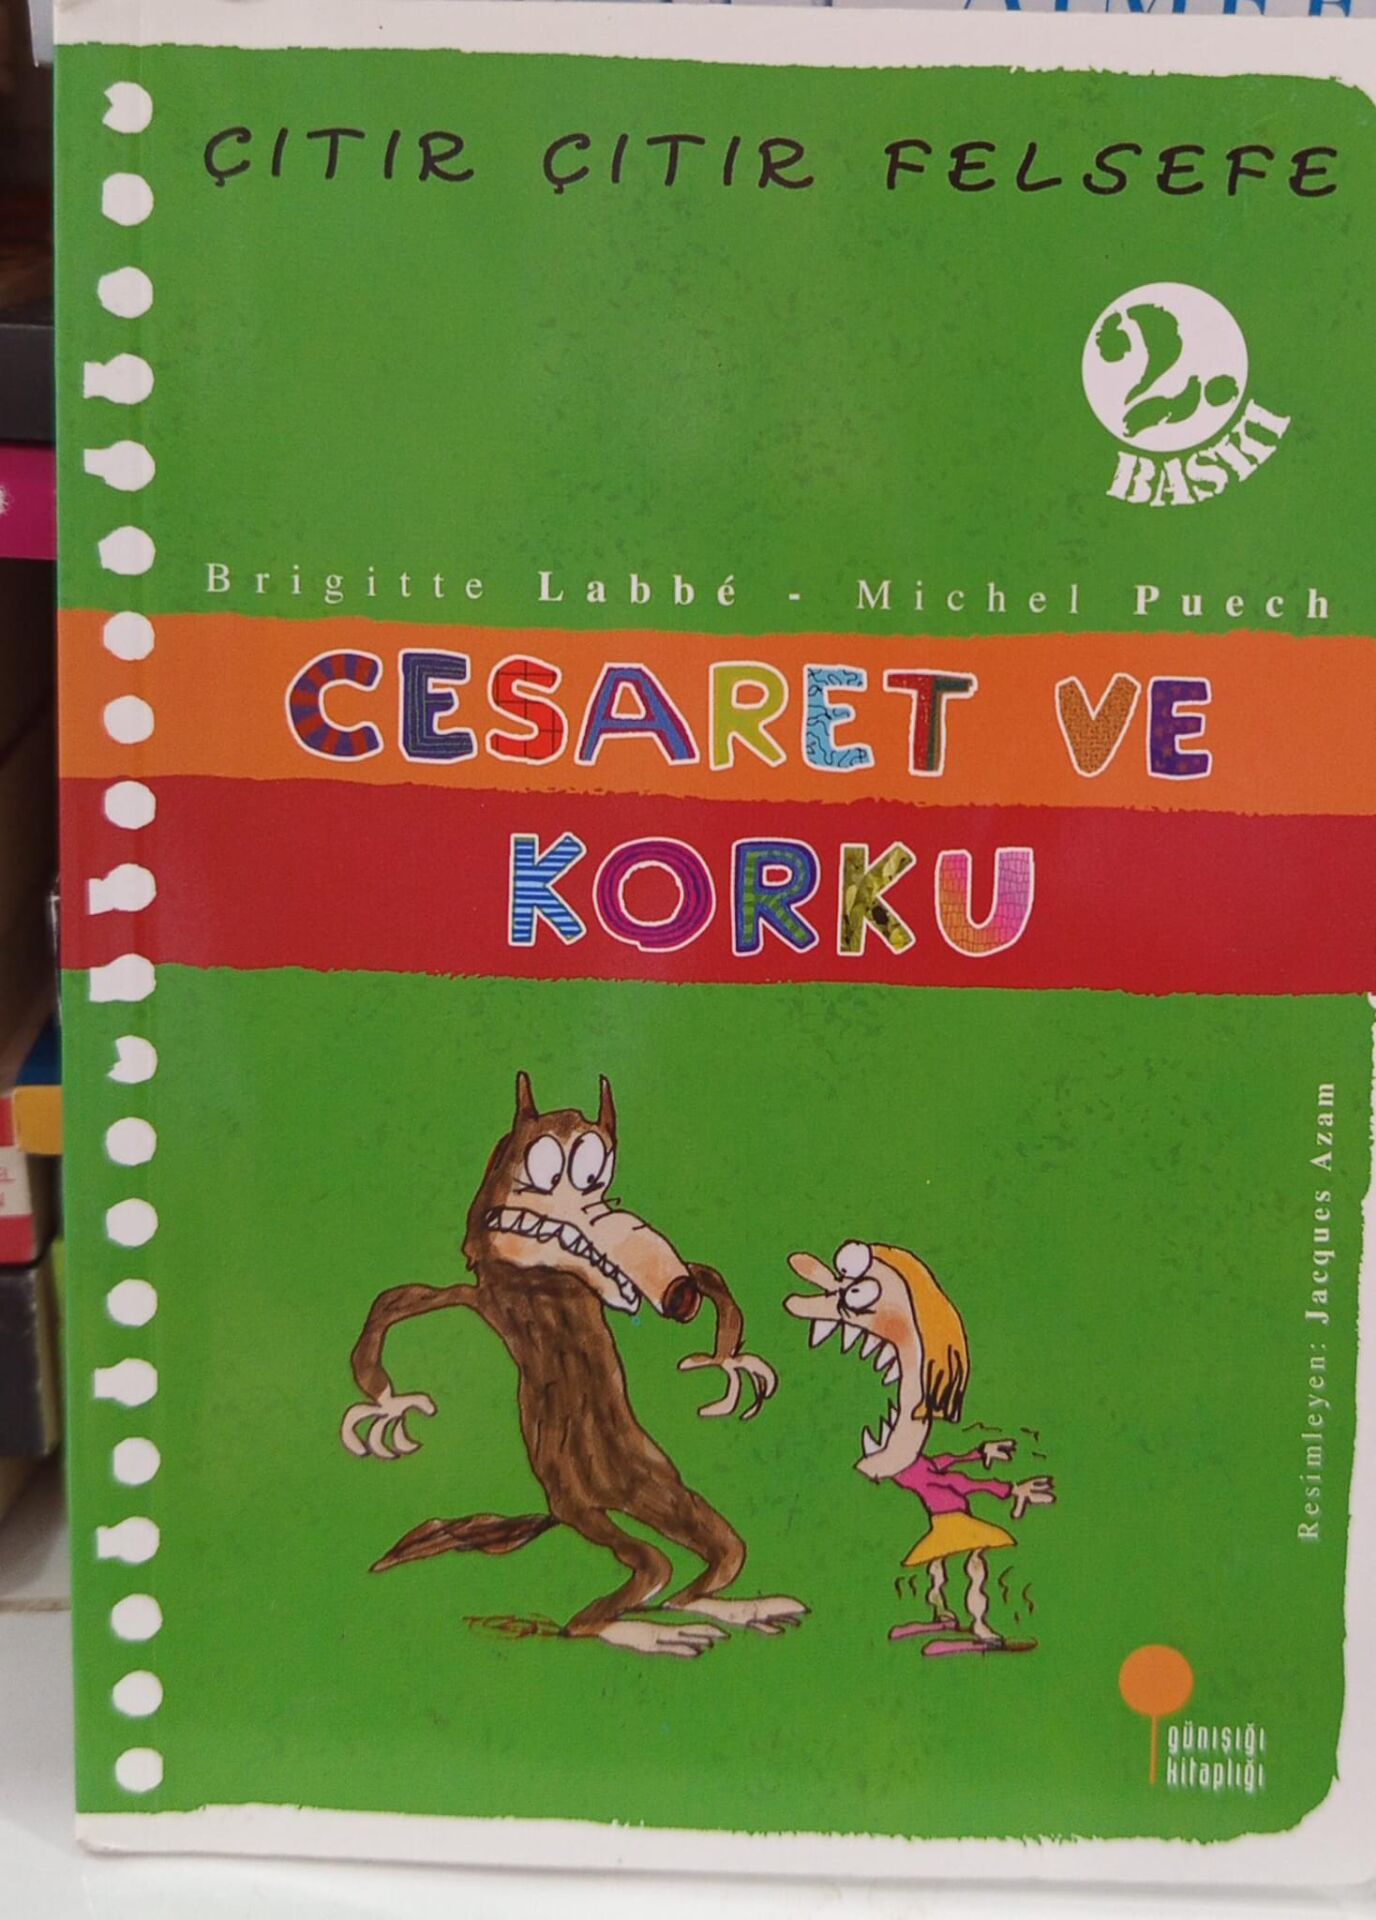 ÇITIR ÇITIR FELSEFE
2.
BASKI
Brigitte Labbé - Michel Puech
CESARET VE
KORKU
Resimleyen: Jacques Azam
günışığı
kitaplığı